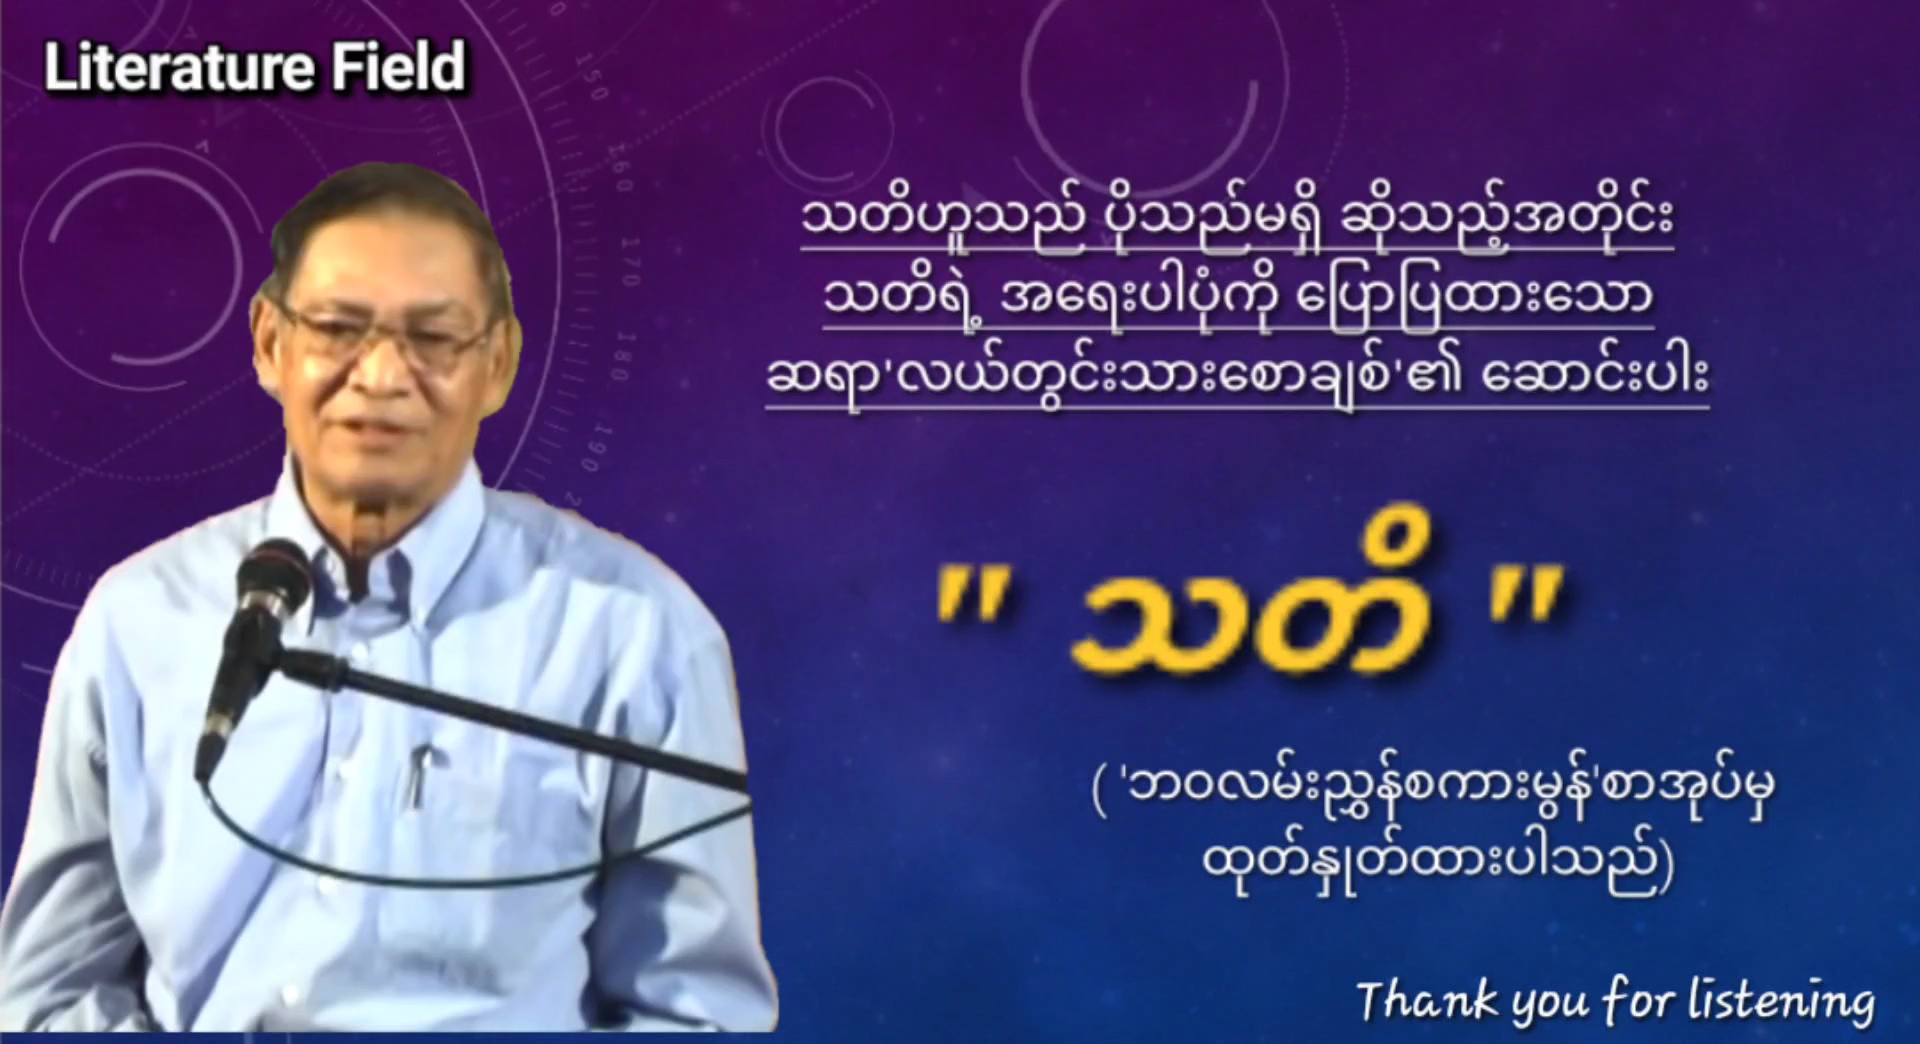 Literature Field
သတိဟူသည် ပိုသည်မရှိ ဆိုသည့်အတိုင်း
သတိရဲ့ အရေးပါပုံကို ပြောပြထားသော
ဆရာ'လယ်တွင်းသားစောချစ်'၏ ဆောင်းပါး
" သတိ "
( 'ဘဝလမ်းညွှန်စကားမွန်'စာအုပ်မှ
ထုတ်နှုတ်ထားပါသည်)
Thank you for listening